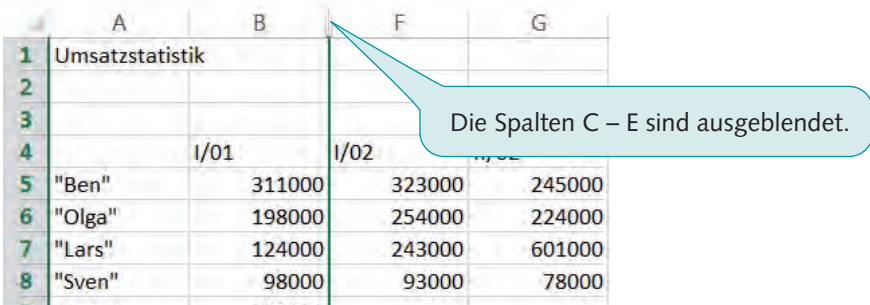 A B F G
1 Umsatzstatistik
2
3
Die Spalten C – E sind ausgeblendet.
4 I/01 I/02
5 "Ben" 311000 323000 245000
6 "Olga" 198000 254000 224000
7 "Lars" 124000 243000 601000
8 "Sven" 98000 93000 78000